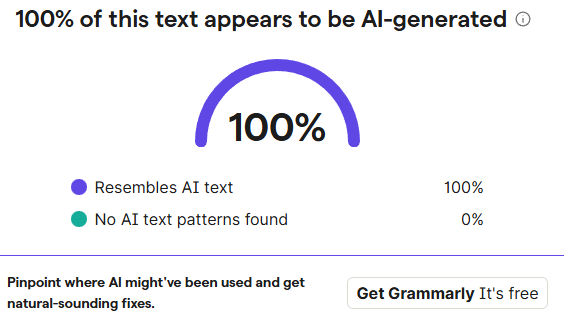 100% of this text appears to be AI-generated
100%
Resembles AI text 100%
No AI text patterns found 0%
Pinpoint where AI might've been used and get
natural-sounding fixes.
Get Grammarly It's free